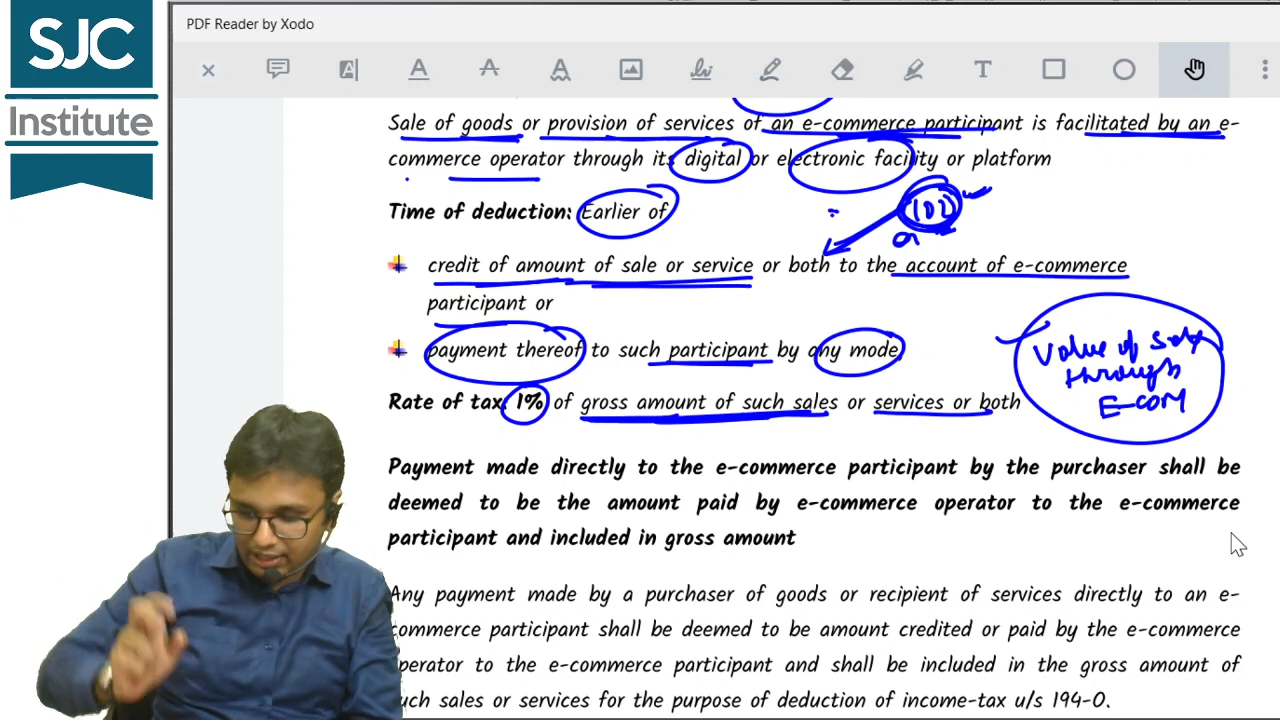 SJC
Institute
PDF Reader by Xodo
Sale of goods or provision of services of an e-commerce participant is facilitated by an e-
commerce operator through its digital or electronic facility or platform
Time of deduction: Earlier of
credit of amount of sale or service or both to the account of e-commerce
participant or
payment thereof to such participant by any mode
Value of Sales
through
E-COM
Rate of tax: 1% of gross amount of such sales or services or both
Payment made directly to the e-commerce participant by the purchaser shall be
deemed to be the amount paid by e-commerce operator to the e-commerce
participant and included in gross amount
Any payment made by a purchaser of goods or recipient of services directly to an e-
commerce participant shall be deemed to be amount credited or paid by the e-commerce
operator to the e-commerce participant and shall be included in the gross amount of
such sales or services for the purpose of deduction of income-tax u/s 194-O.